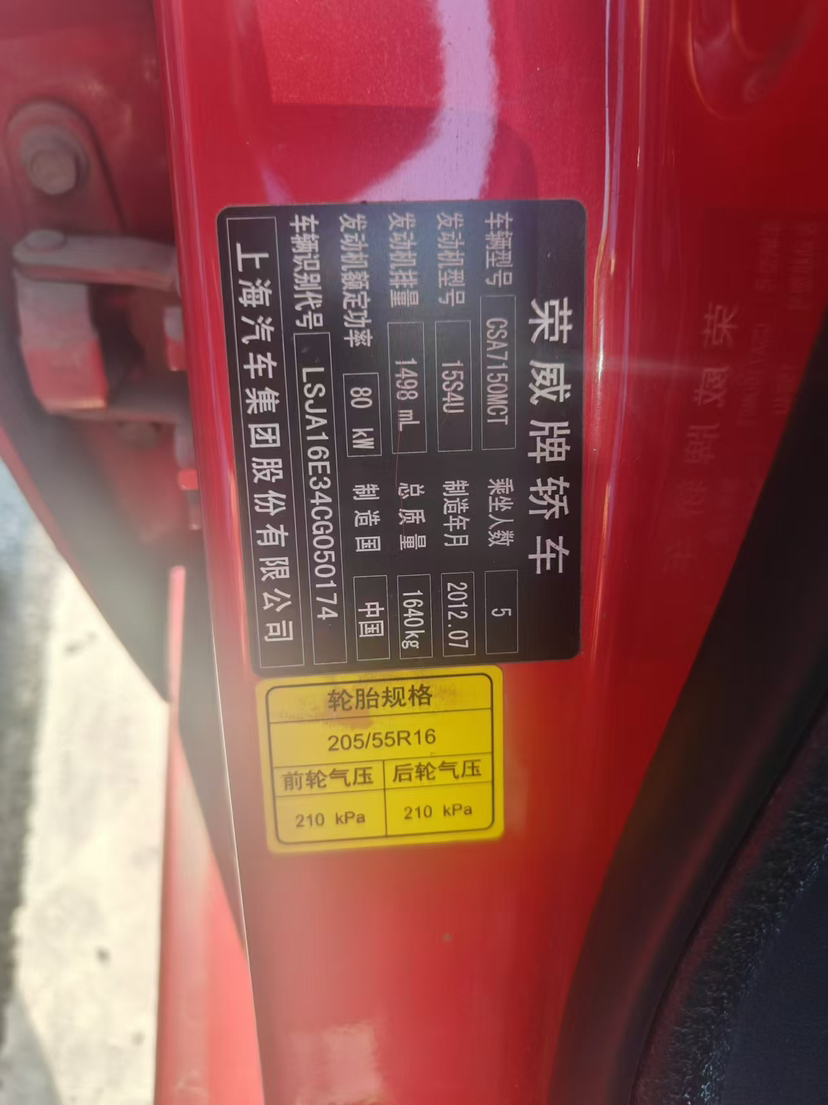 荣威牌轿车
车辆型号 CSA7150MCT 乘坐人数 5
发动机型号 15S4U 制造年月 2012.07
发动机排量 1498 mL 总质量 1640kg
发动机额定功率 80 kW 制造国 中国
车辆识别代号 LSJA16E34CG050174
上海汽车集团股份有限公司
轮胎规格
205/55R16
前轮气压 后轮气压
210 kPa 210 kPa